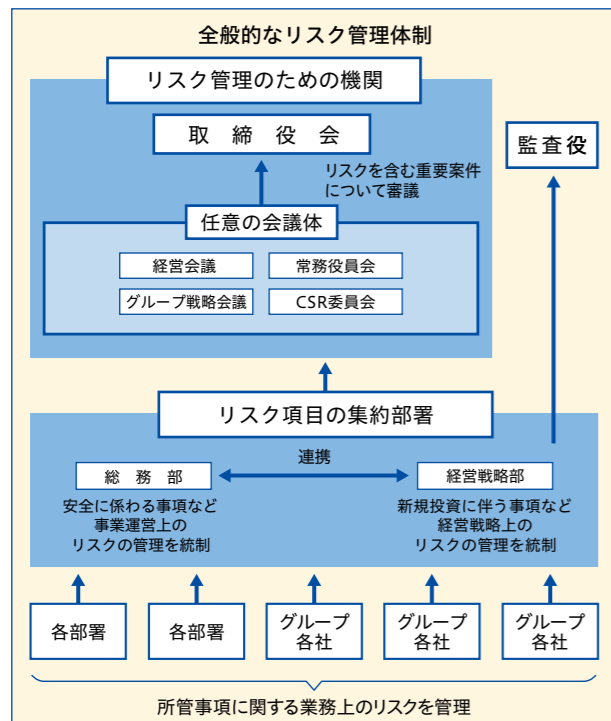 全般的なリスク管理体制
リスク管理のための機関
取締役会
監査役
リスクを含む重要案件
について審議
任意の会議体
経営会議
常務役員会
グループ戦略会議
CSR委員会
リスク項目の集約部署
連携
総務部
経営戦略部
安全に係わる事項など
事業運営上の
リスクの管理を統制
新規投資に伴う事項など
経営戦略上の
リスクの管理を統制
各部署
各部署
グループ
各社
グループ
各社
グループ
各社
所管事項に関する業務上のリスクを管理